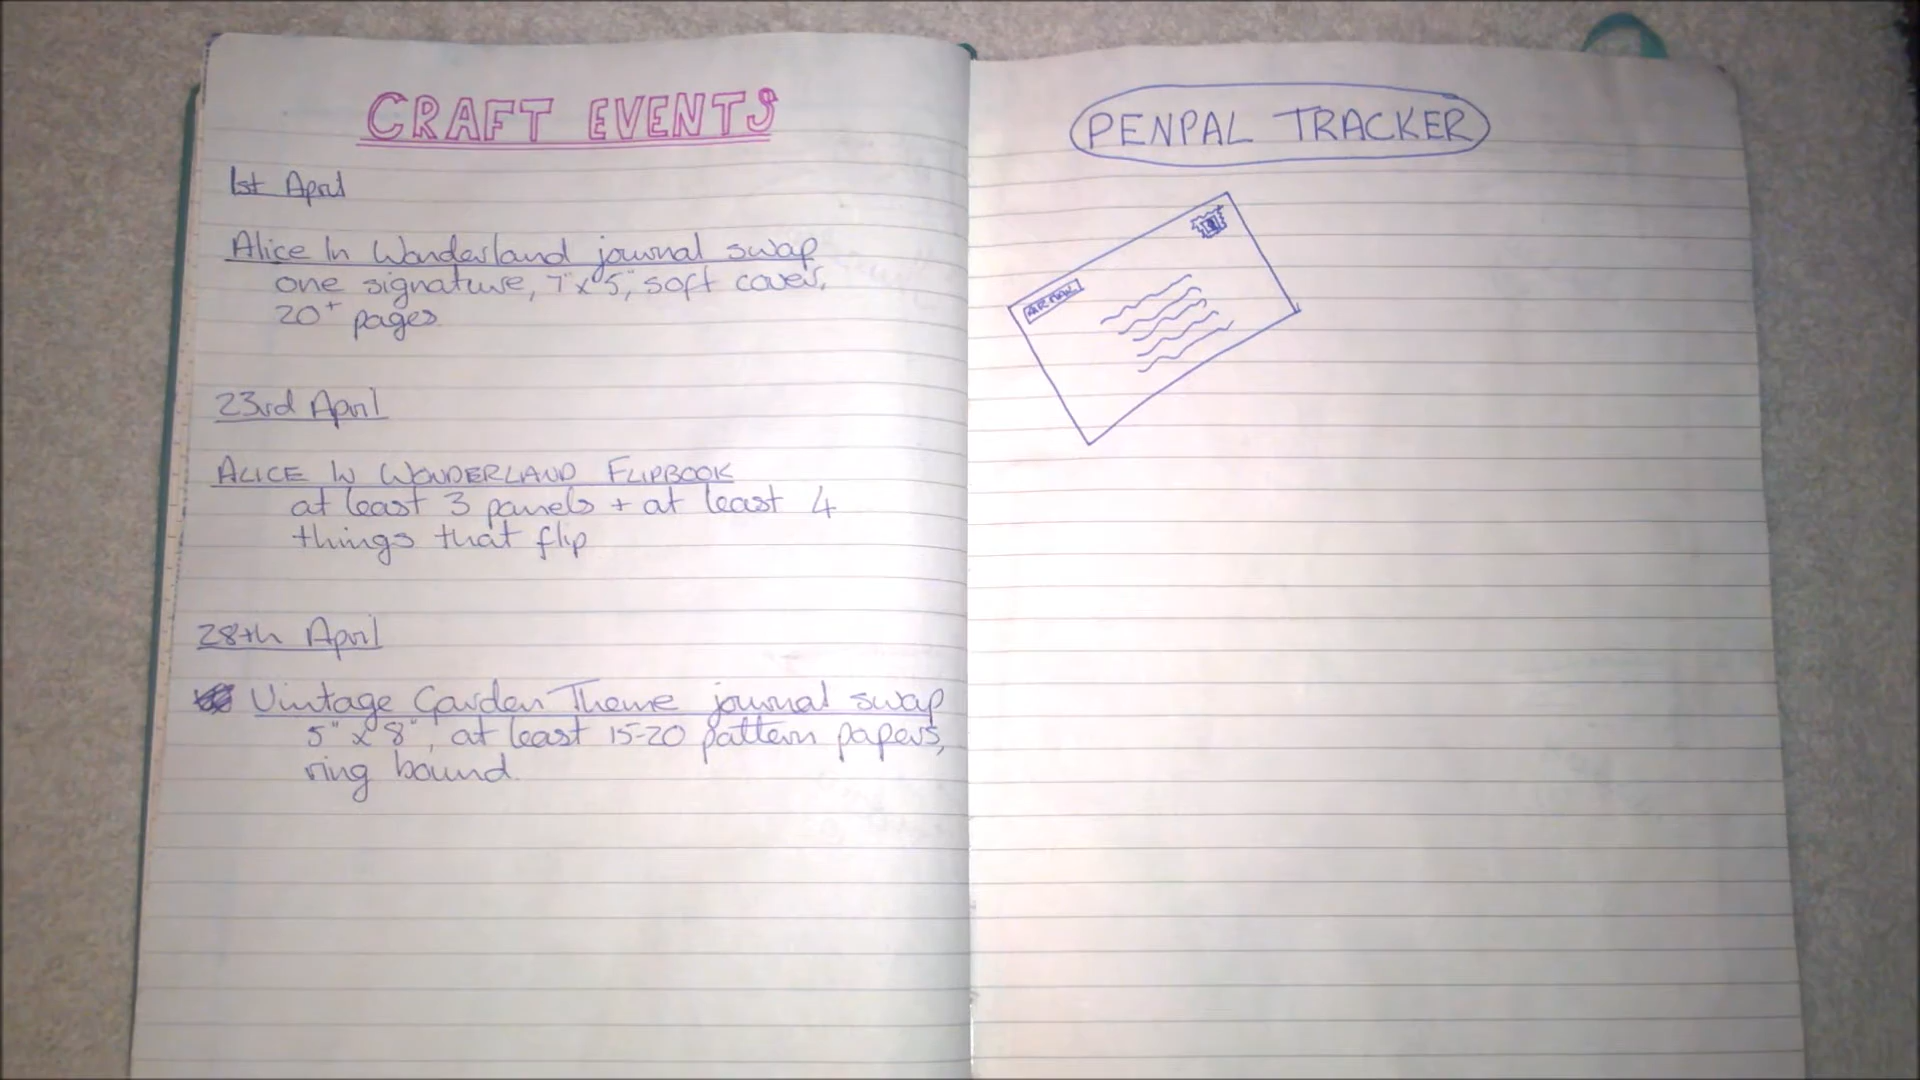 CRAFT EVENTS
1st April
Alice In Wonderland journal swap
one signature, 7"x5", soft cover,
20+ pages
23rd April
ALICE IN WONDERLAND FLIPBOOK
at least 3 panels + at least 4
things that flip
28th April
Vintage Garden Theme journal swap
5" x 8", at least 15-20 pattern papers,
ring bound.
PENPAL TRACKER
AIR MAIL